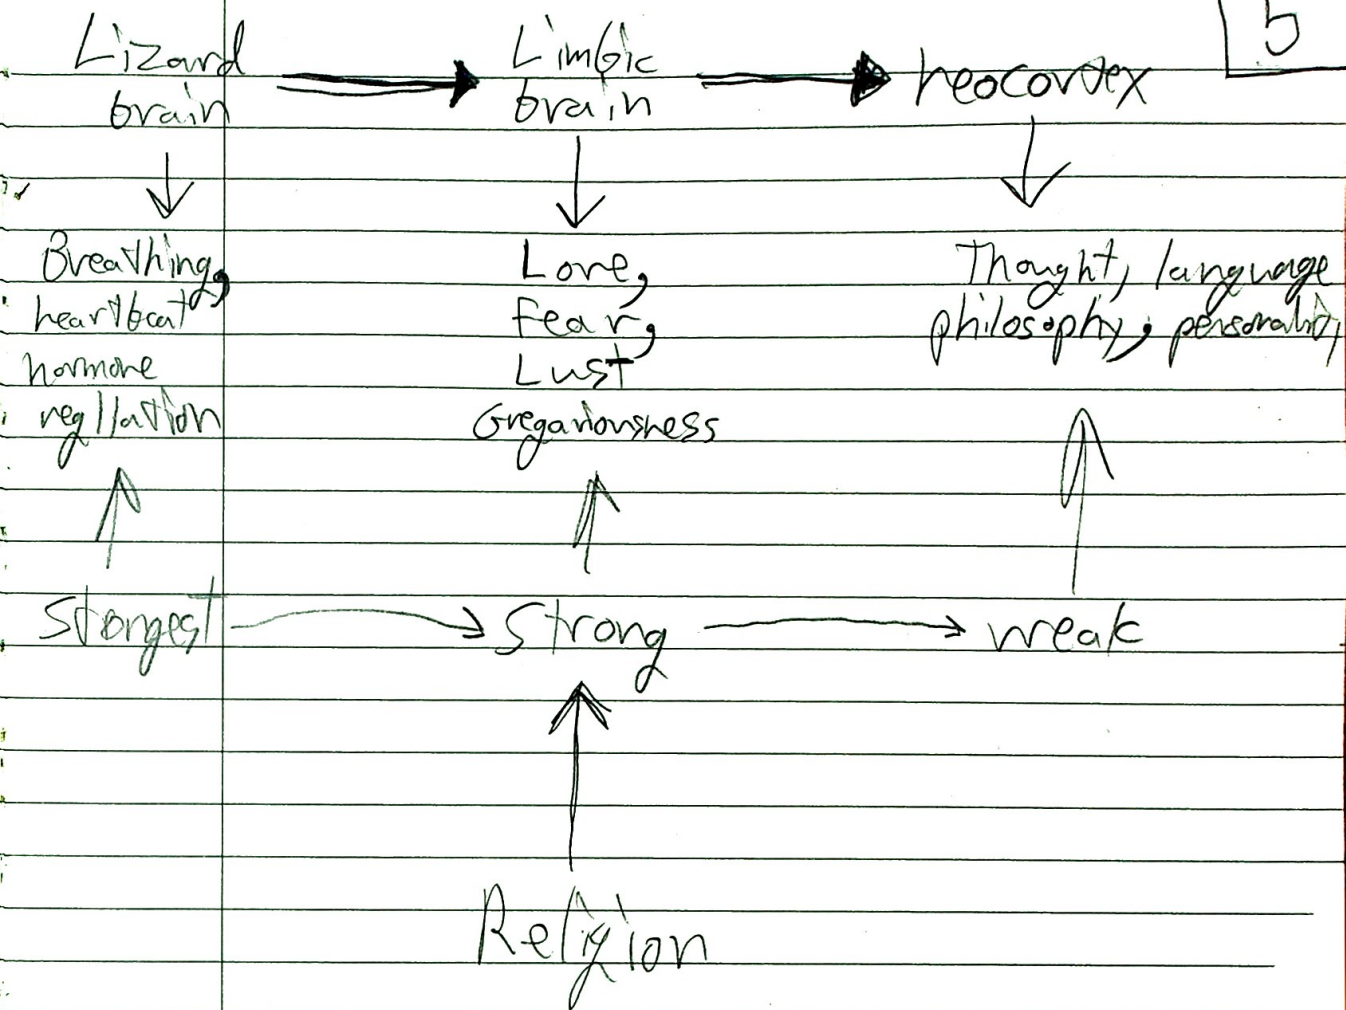 5
Lizard
brain
Limbic
brain
neocortex
Breathing,
heartbeat
hormone
regllation
Love,
Fear,
Lust
Gregariousness
Thought, language
philosophy, personality,
Stongest
Strong
weak
Religion